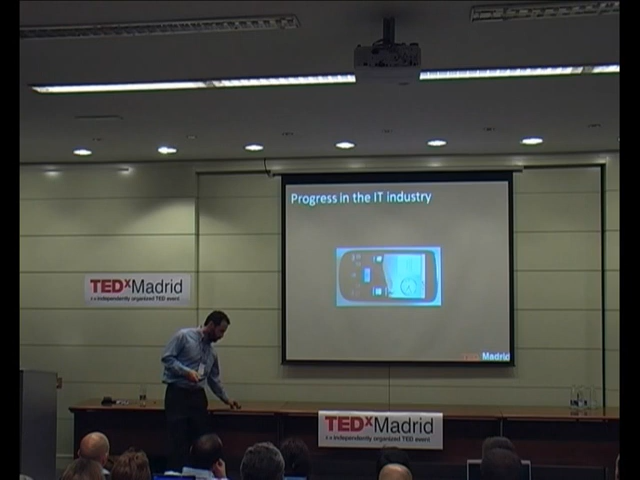 Progress in the IT industry
TEDxMadrid
x = independently organized TED event
Madrid
TEDxMadrid
x = independently organized TED event